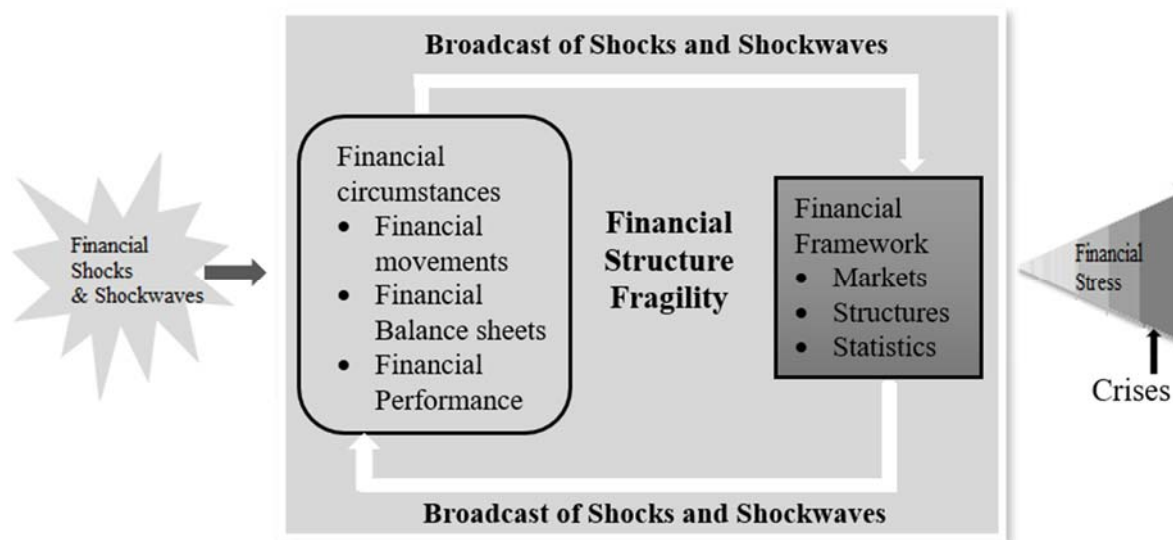 Broadcast of Shocks and Shockwaves
Financial
Shocks
& Shockwaves
Financial
circumstances
• Financial
movements
• Financial
Balance sheets
• Financial
Performance
Financial
Structure
Fragility
Financial
Framework
• Markets
• Structures
• Statistics
Financial
Stress
Crises
Broadcast of Shocks and Shockwaves